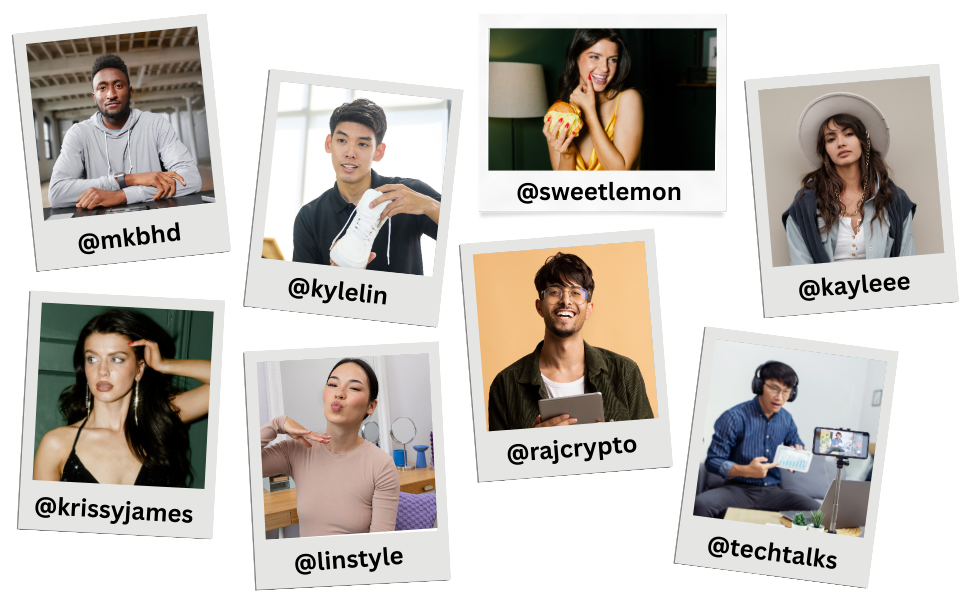 @mkbhd
@kylelin
@sweetlemon
@kayleee
@krissyjames
@linstyle
@rajcrypto
@techtalks